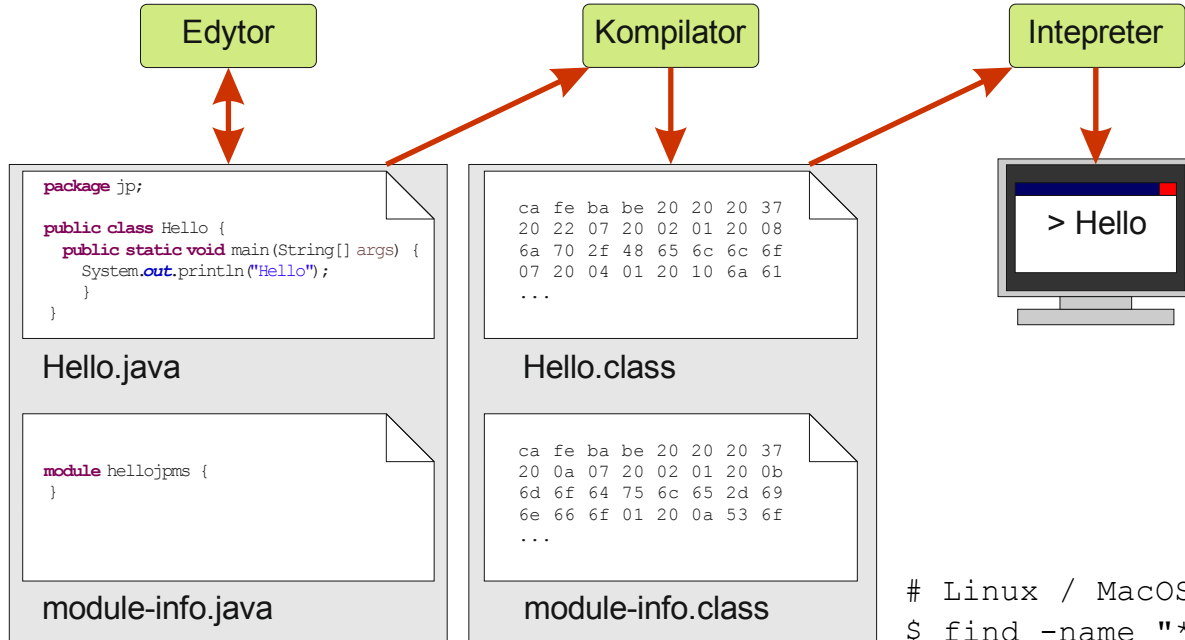 Edytor
Kompilator
Intepreter
package jp;
public class Hello {
public static void main(String[] args) {
System.out.println("Hello");
}
}
Hello.java
ca fe ba be 20 20 20 37
20 22 07 20 02 01 20 08
6a 70 2f 48 65 6c 6c 6f
07 20 04 01 20 10 6a 61
...
Hello.class
> Hello
module hellojpms {
}
module-info.java
ca fe ba be 20 20 20 37
20 0a 07 20 02 01 20 0b
6d 6f 64 75 6c 65 2d 69
6e 66 6f 01 20 0a 53 6f
...
module-info.class
# Linux / MacOS
$ find -name "*